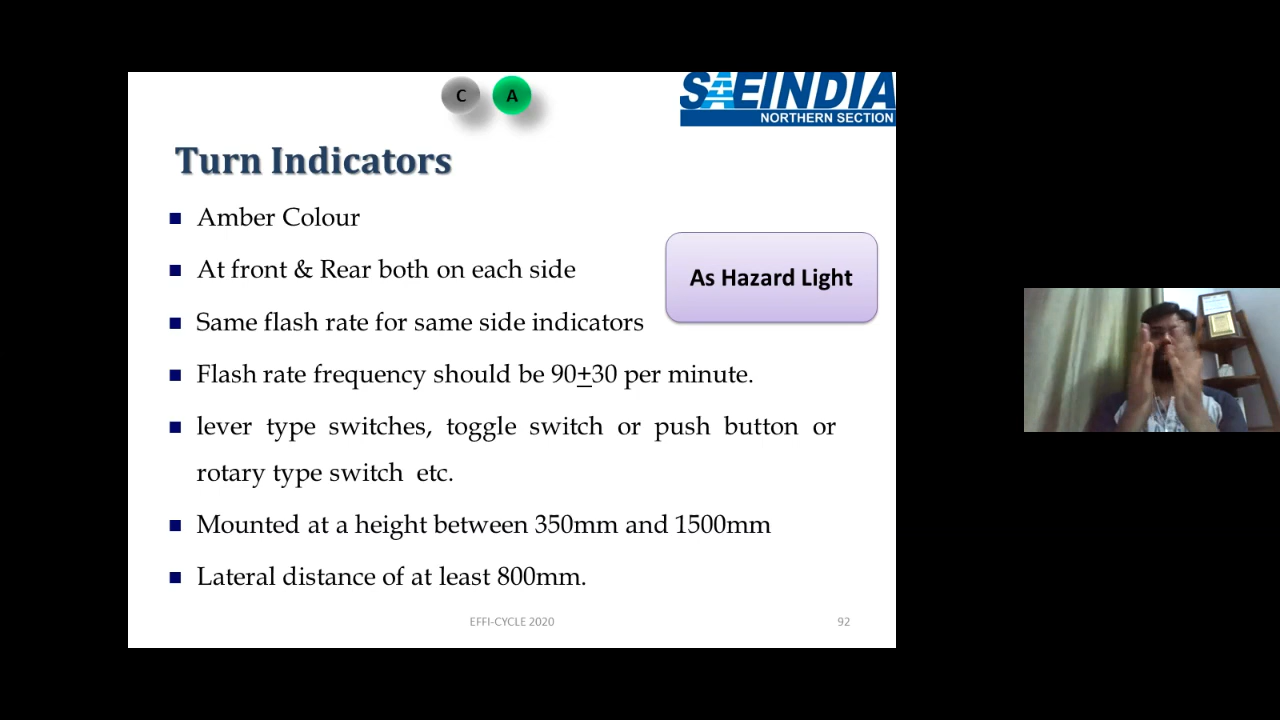 C A
SAEINDIA
NORTHERN SECTION
Turn Indicators
Amber Colour
At front & Rear both on each side
As Hazard Light
Same flash rate for same side indicators
Flash rate frequency should be 90±30 per minute.
lever type switches, toggle switch or push button or
rotary type switch etc.
Mounted at a height between 350mm and 1500mm
Lateral distance of at least 800mm.
EFFI-CYCLE 2020
92